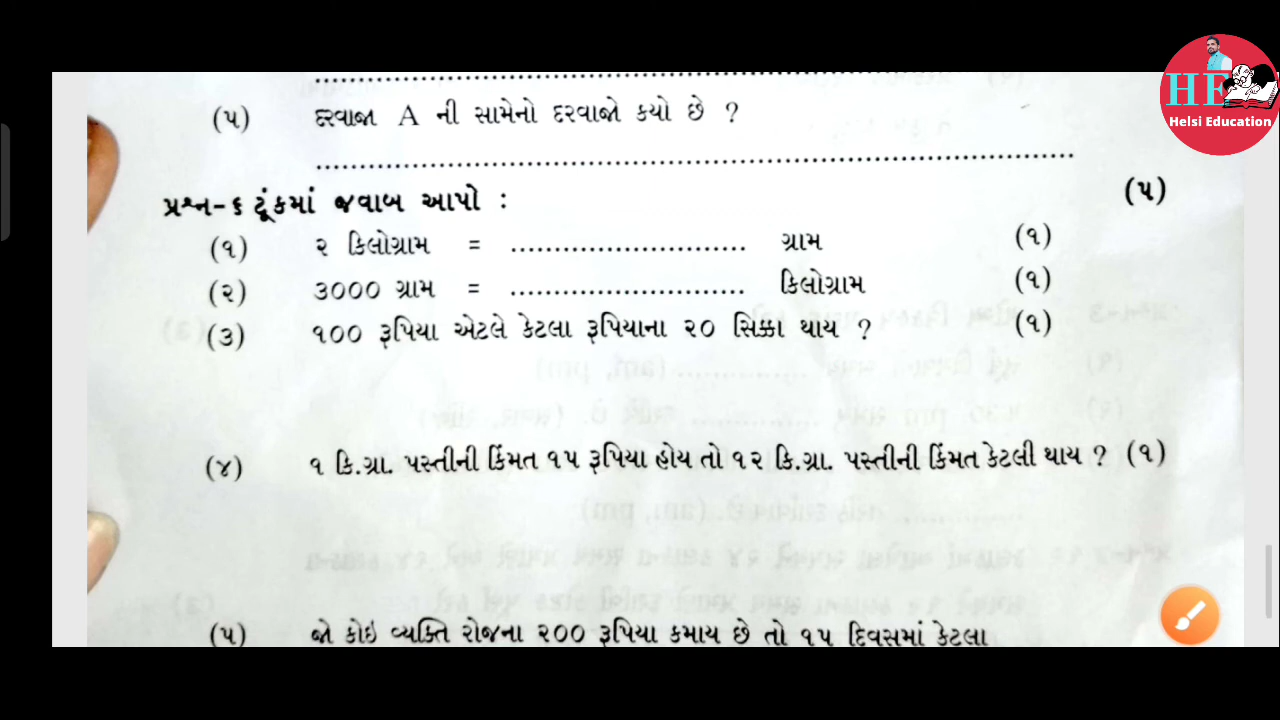 HE
Helsi Education
(૫) દરવાજા A ની સામેનો દરવાજો કયો છે ?
પ્રશ્ન-૬ ટૂંકમાં જવાબ આપો : (૫)
(૧) ૨ કિલોગ્રામ = .......................... ગ્રામ (૧)
(૨) ૩૦૦૦ ગ્રામ = .......................... કિલોગ્રામ (૧)
(૩) ૧૦૦ રૂપિયા એટલે કેટલા રૂપિયાના ૨૦ સિક્કા થાય ? (૧)
(૪) ૧ કિ.ગ્રા. પસ્તીની કિંમત ૧૫ રૂપિયા હોય તો ૧૨ કિ.ગ્રા. પસ્તીની કિંમત કેટલી થાય ? (૧)
(૫) જો કોઇ વ્યક્તિ રોજના ૨૦૦ રૂપિયા કમાય છે તો ૧૫ દિવસમાં કેટલા